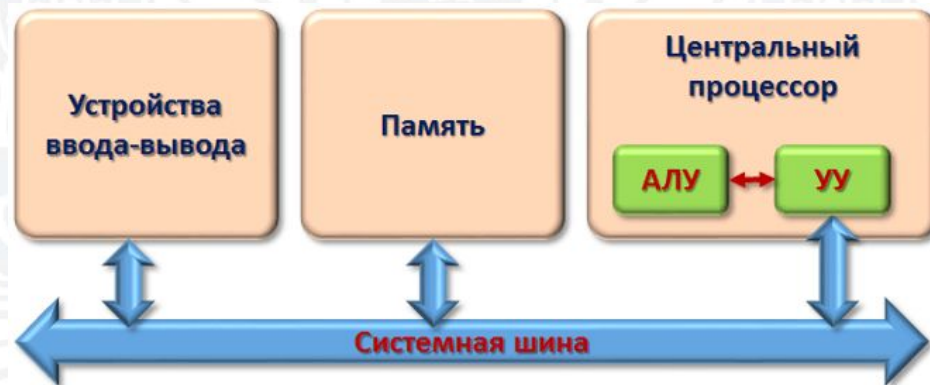 Устройства
ввода-вывода
Память
Центральный
процессор
АЛУ
УУ
Системная шина